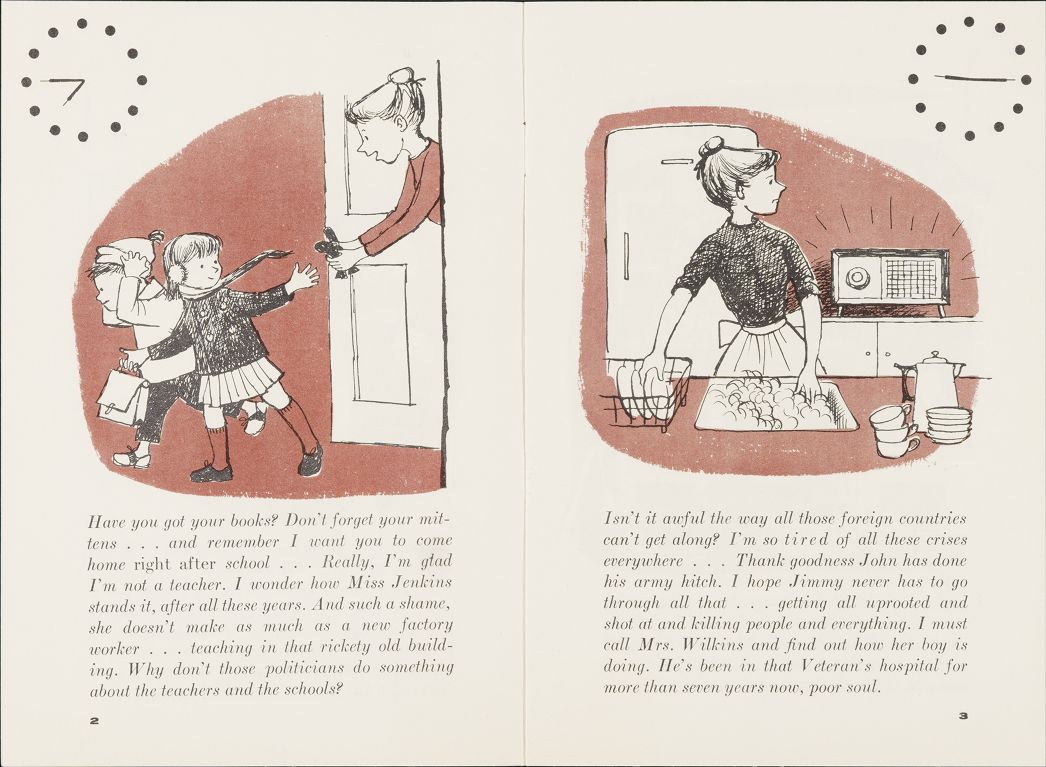 Have you got your books? Don't forget your mit-
tens . . . and remember I want you to come
home right after school . . . Really, I'm glad
I'm not a teacher. I wonder how Miss Jenkins
stands it, after all these years. And such a shame,
she doesn't make as much as a new factory
worker . . . teaching in that rickety old build-
ing. Why don't those politicians do something
about the teachers and the schools?
2
Isn't it awful the way all those foreign countries
can't get along? I'm so tired of all these crises
everywhere . . . Thank goodness John has done
his army hitch. I hope Jimmy never has to go
through all that . . . getting all uprooted and
shot at and killing people and everything. I must
call Mrs. Wilkins and find out how her boy is
doing. He's been in that Veteran's hospital for
more than seven years now, poor soul.
3